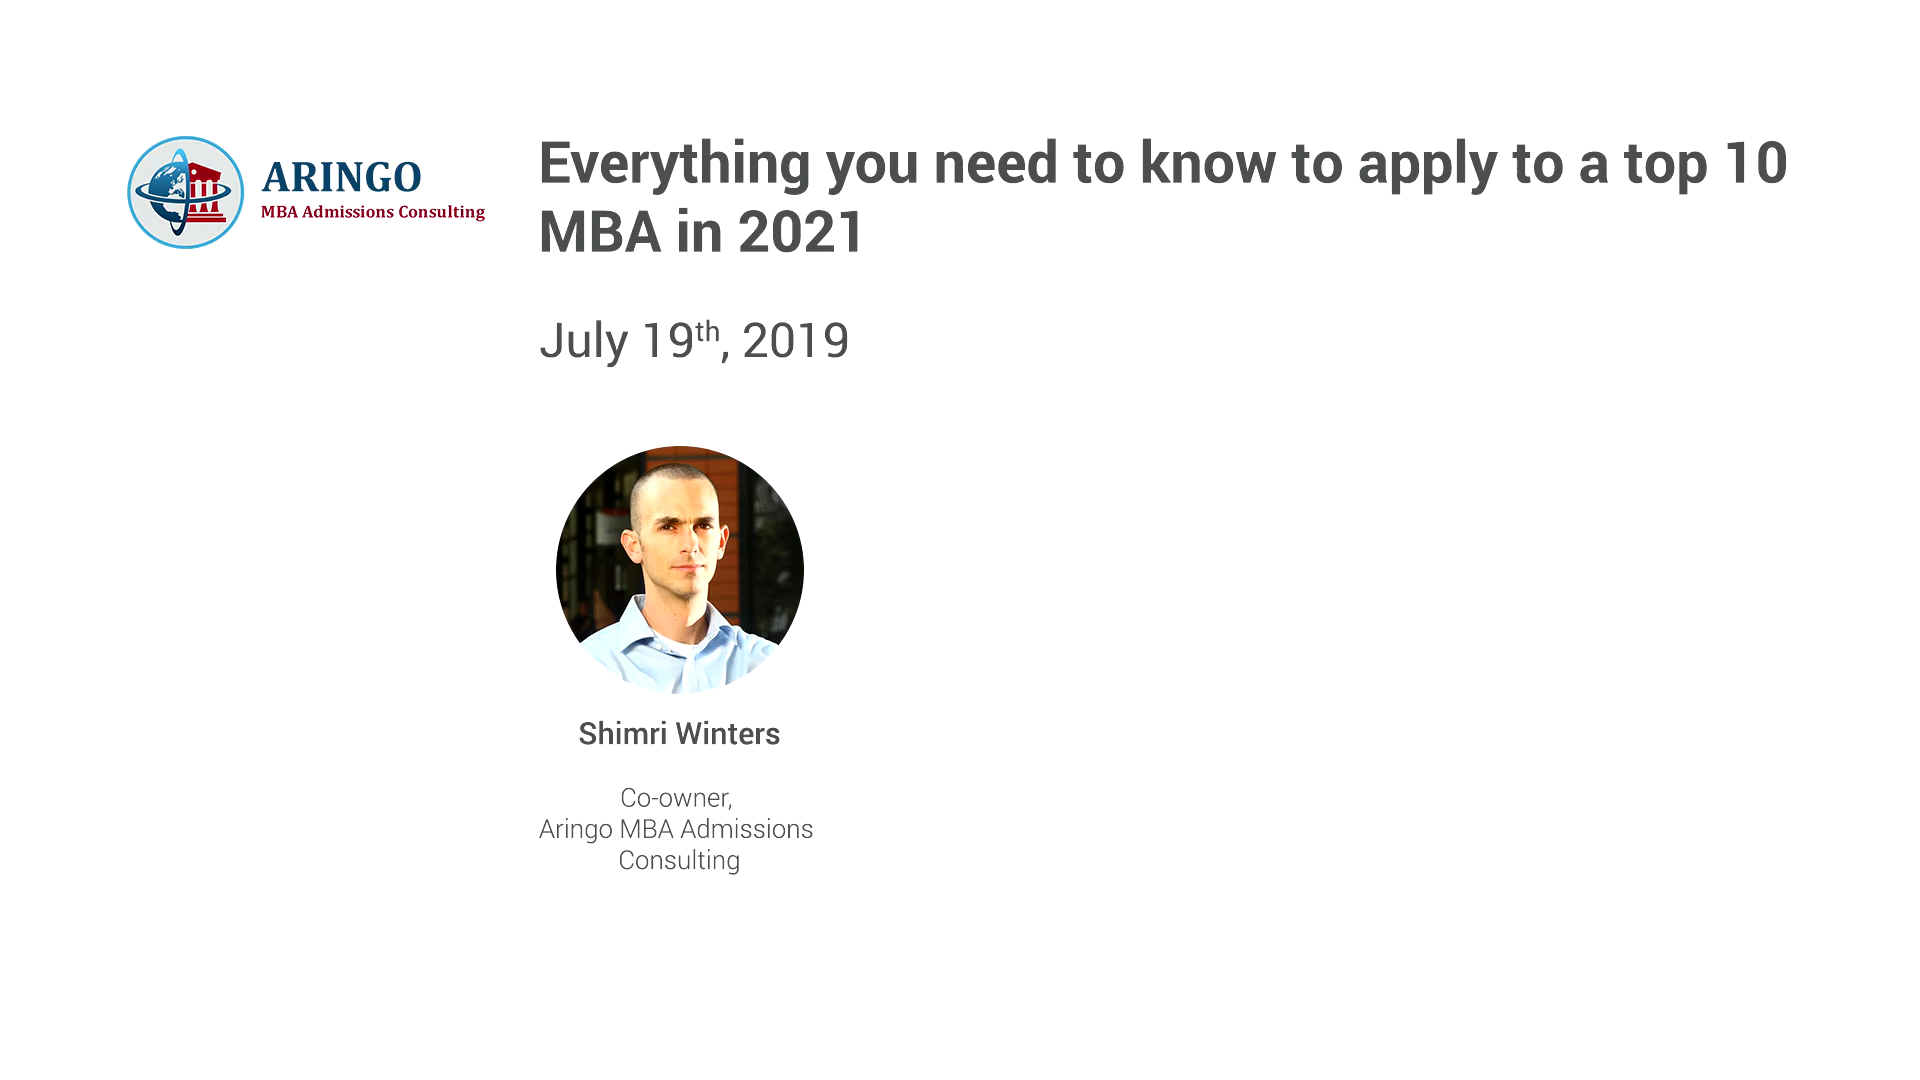 ARINGO
MBA Admissions Consulting
Everything you need to know to apply to a top 10
MBA in 2021
July 19th, 2019
Shimri Winters
Co-owner,
Aringo MBA Admissions
Consulting